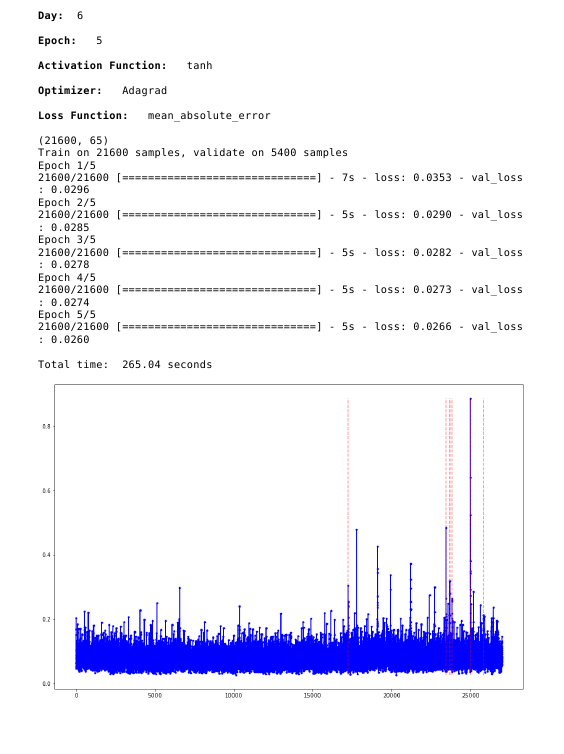 Day: 6
Epoch: 5
Activation Function: tanh
Optimizer: Adagrad
Loss Function: mean_absolute_error
(21600, 65)
Train on 21600 samples, validate on 5400 samples
Epoch 1/5
21600/21600 [==============================] - 7s - loss: 0.0353 - val_loss
: 0.0296
Epoch 2/5
21600/21600 [==============================] - 5s - loss: 0.0290 - val_loss
: 0.0285
Epoch 3/5
21600/21600 [==============================] - 5s - loss: 0.0282 - val_loss
: 0.0278
Epoch 4/5
21600/21600 [==============================] - 5s - loss: 0.0273 - val_loss
: 0.0274
Epoch 5/5
21600/21600 [==============================] - 5s - loss: 0.0266 - val_loss
: 0.0260
Total time: 265.04 seconds
0.8
0.6
0.4
0.2
0.0
0 5000 10000 15000 20000 25000